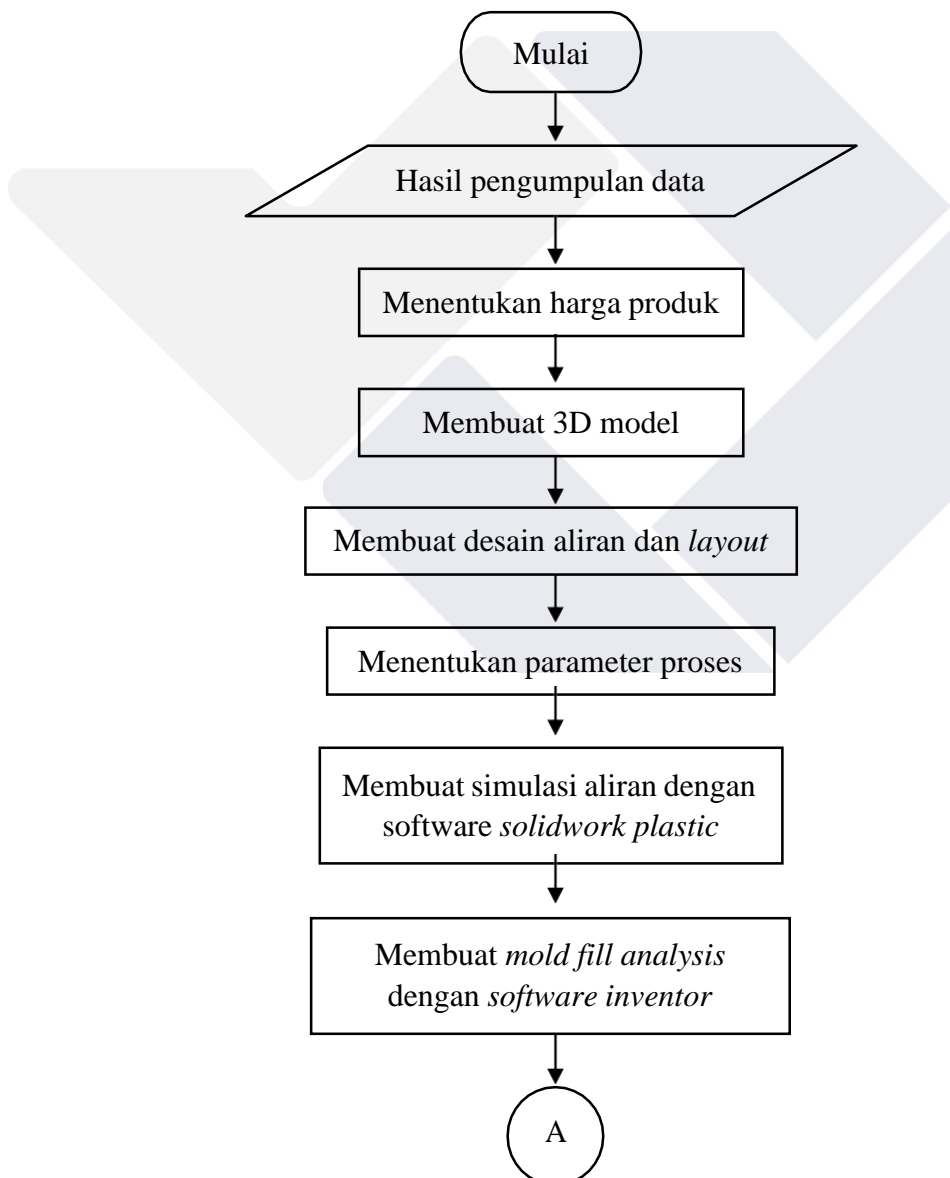 Mulai
Hasil pengumpulan data
Menentukan harga produk
Membuat 3D model
Membuat desain aliran dan layout
Menentukan parameter proses
Membuat simulasi aliran dengan
software solidwork plastic
Membuat mold fill analysis
dengan software inventor
A